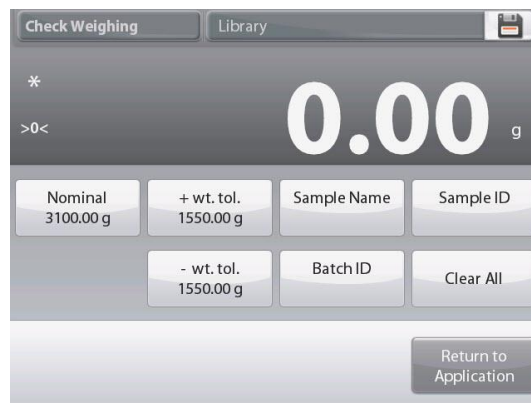 Check Weighing
Library
*
0.00 g
>0<
Nominal
3100.00 g
+ wt. tol.
1550.00 g
Sample Name
Sample ID
- wt. tol.
1550.00 g
Batch ID
Clear All
Return to
Application